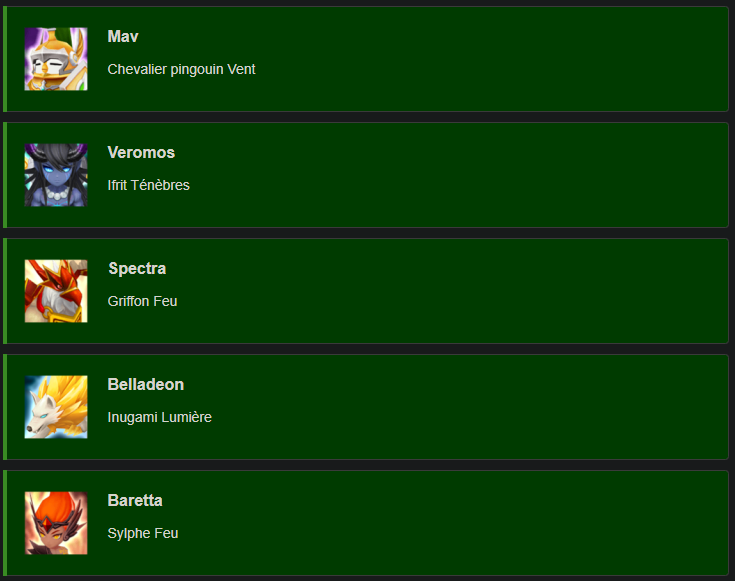 Mav
Chevalier pingouin Vent
Veromos
Ifrit Ténèbres
Spectra
Griffon Feu
Belladeon
Inugami Lumière
Baretta
Sylphe Feu